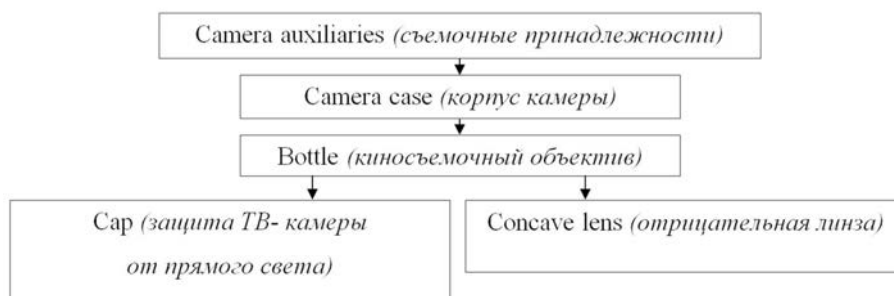 Camera auxiliaries (съемочные принадлежности)
Camera case (корпус камеры)
Bottle (киносъемочный объектив)
Cap (защита ТВ- камеры
от прямого света)
Concave lens (отрицательная линза)